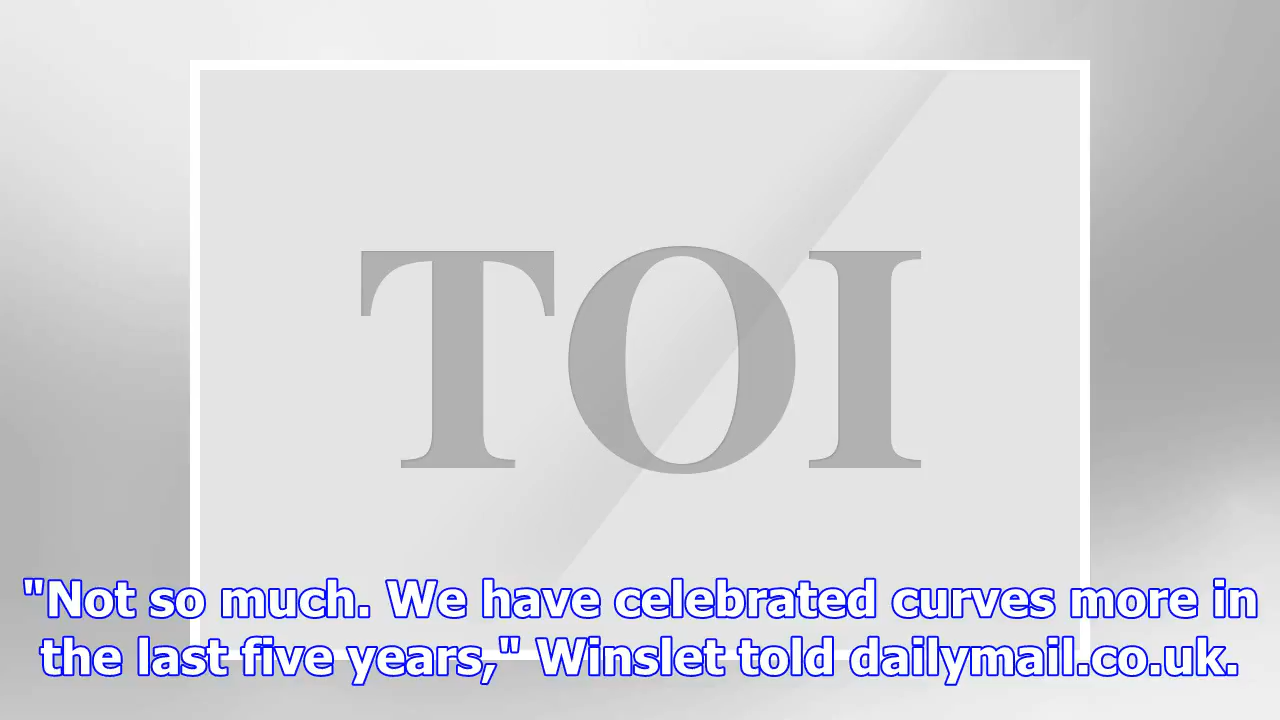 TOI
"Not so much. We have celebrated curves more in
the last five years," Winslet told dailymail.co.uk.